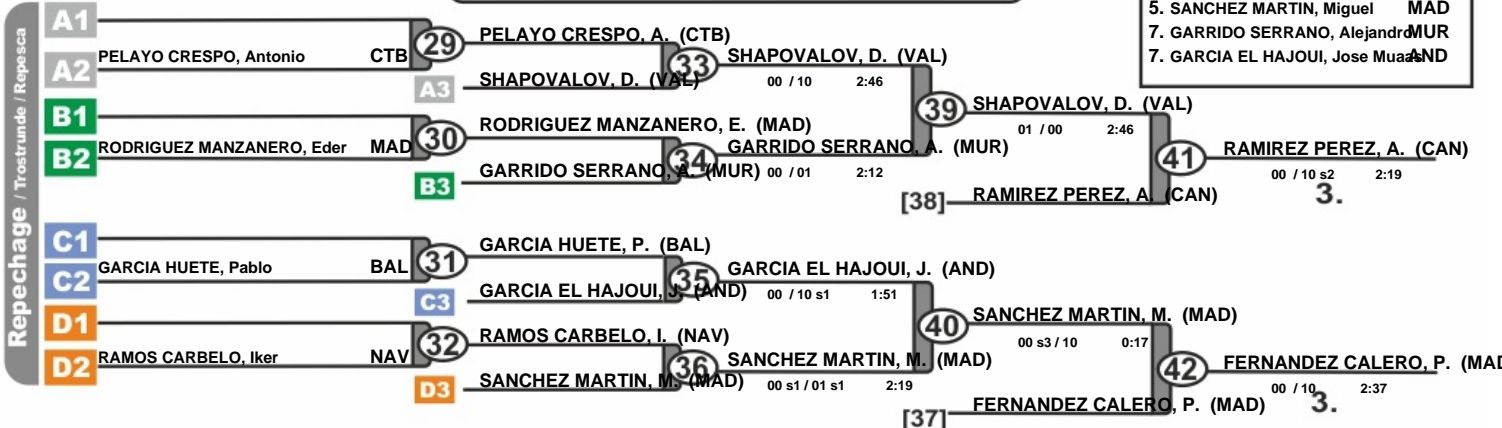 5. SANCHEZ MARTIN, Miguel MAD
7. GARRIDO SERRANO, Alejandro MUR
7. GARCIA EL HAJOUI, Jose Muaas AND
Repechage / Trostrunde / Repesca
A1
A2
PELAYO CRESPO, Antonio CTB
29
PELAYO CRESPO, A. (CTB)
A3
SHAPOVALOV, D. (VAL)
33
SHAPOVALOV, D. (VAL)
00 / 10 2:46
B1
B2
RODRIGUEZ MANZANERO, Eder MAD
30
RODRIGUEZ MANZANERO, E. (MAD)
B3
GARRIDO SERRANO, A. (MUR)
34
GARRIDO SERRANO, A. (MUR)
00 / 01 2:12
39
SHAPOVALOV, D. (VAL)
01 / 00 2:46
[38]
RAMIREZ PEREZ, A. (CAN)
41
RAMIREZ PEREZ, A. (CAN)
00 / 10 s2 2:19
3.
C1
C2
GARCIA HUETE, Pablo BAL
31
GARCIA HUETE, P. (BAL)
C3
GARCIA EL HAJOUI, J. (AND)
35
GARCIA EL HAJOUI, J. (AND)
00 / 10 s1 1:51
D1
D2
RAMOS CARBELO, Iker NAV
32
RAMOS CARBELO, I. (NAV)
D3
SANCHEZ MARTIN, M. (MAD)
36
SANCHEZ MARTIN, M. (MAD)
00 s1 / 01 s1 2:19
40
SANCHEZ MARTIN, M. (MAD)
00 s3 / 10 0:17
[37]
FERNANDEZ CALERO, P. (MAD)
42
FERNANDEZ CALERO, P. (MAD
00 / 10 2:37
3.